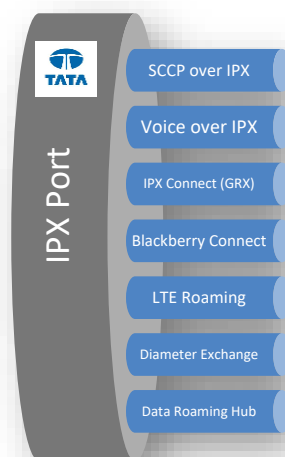 TATA
IPX Port
SCCP over IPX
Voice over IPX
IPX Connect (GRX)
Blackberry Connect
LTE Roaming
Diameter Exchange
Data Roaming Hub